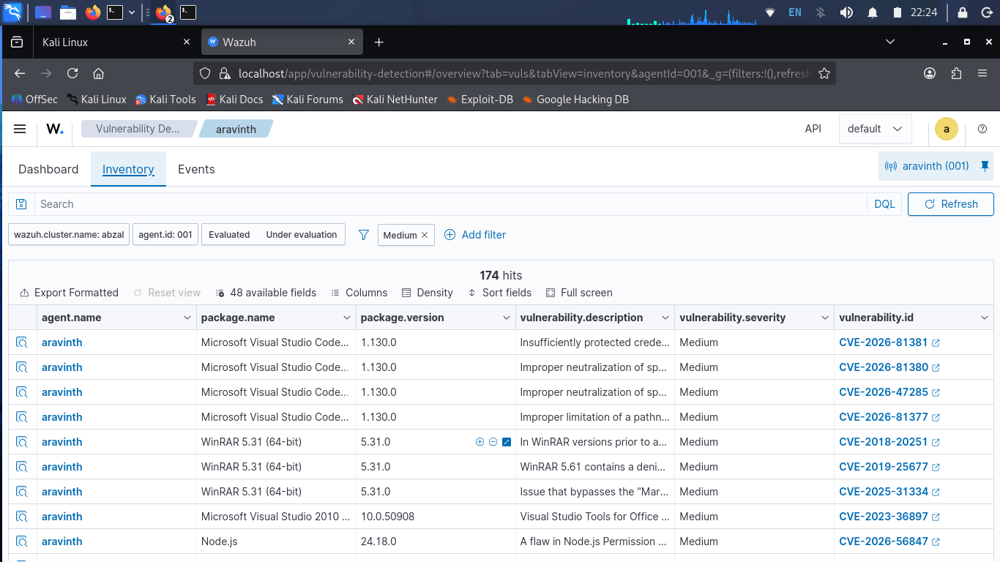 2
EN
22:24
Kali Linux
Wazuh
localhost/app/vulnerability-detection#/overview?tab=vuls&tabView=inventory&agentId=001&_g=(filters:!(),refresh
OffSec Kali Linux Kali Tools Kali Docs Kali Forums Kali NetHunter Exploit-DB Google Hacking DB
W. Vulnerability De... aravinth API default a
Dashboard Inventory Events aravinth (001)
Search DQL Refresh
wazuh.cluster.name: abzal agent.id: 001 Evaluated Under evaluation Medium Add filter
174 hits
Export Formatted Reset view 48 available fields Columns Density Sort fields Full screen
agent.name package.name package.version vulnerability.description vulnerability.severity vulnerability.id
aravinth Microsoft Visual Studio Code... 1.130.0 Insufficiently protected crede... Medium CVE-2026-81381
aravinth Microsoft Visual Studio Code... 1.130.0 Improper neutralization of sp... Medium CVE-2026-81380
aravinth Microsoft Visual Studio Code... 1.130.0 Improper neutralization of sp... Medium CVE-2026-47285
aravinth Microsoft Visual Studio Code... 1.130.0 Improper limitation of a pathn... Medium CVE-2026-81377
aravinth WinRAR 5.31 (64-bit) 5.31.0 In WinRAR versions prior to a... Medium CVE-2018-20251
aravinth WinRAR 5.31 (64-bit) 5.31.0 WinRAR 5.61 contains a deni... Medium CVE-2019-25677
aravinth WinRAR 5.31 (64-bit) 5.31.0 Issue that bypasses the "Mar... Medium CVE-2025-31334
aravinth Microsoft Visual Studio 2010 ... 10.0.50908 Visual Studio Tools for Office ... Medium CVE-2023-36897
aravinth Node.js 24.18.0 A flaw in Node.js Permission ... Medium CVE-2026-56847